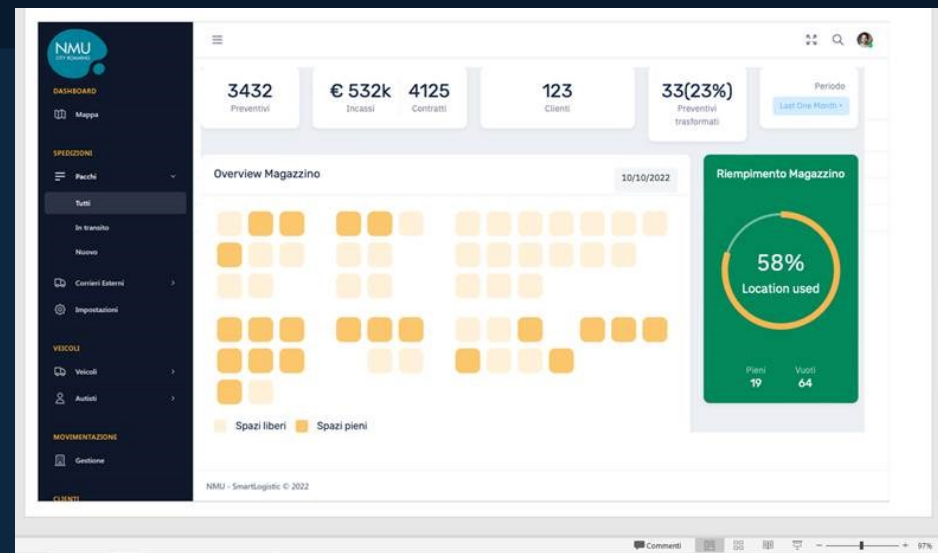 NMU
CITY ROAMING
DASHBOARD
Mappa
SPEDIZIONI
Pacchi
Tutti
In transito
Nuovo
Corrieri Esterni
Impostazioni
VEICOLI
Veicoli
Autisti
MOVIMENTAZIONE
Gestione
CLIENTI
3432
Preventivi
€ 532k 4125
Incassi Contratti
123
Clienti
33(23%)
Preventivi
trasformati
Periodo
Last One Month
Overview Magazzino
10/10/2022
Spazi liberi Spazi pieni
Riempimento Magazzino
58%
Location used
Pieni Vuoti
19 64
NMU - SmartLogistic © 2022
Commenti
97%